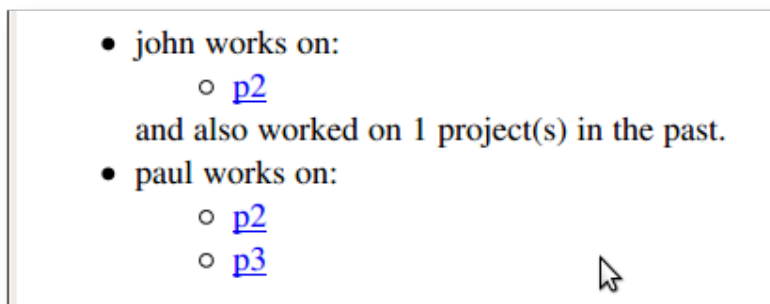 john works on:
p2
and also worked on 1 project(s) in the past.
paul works on:
p2
p3